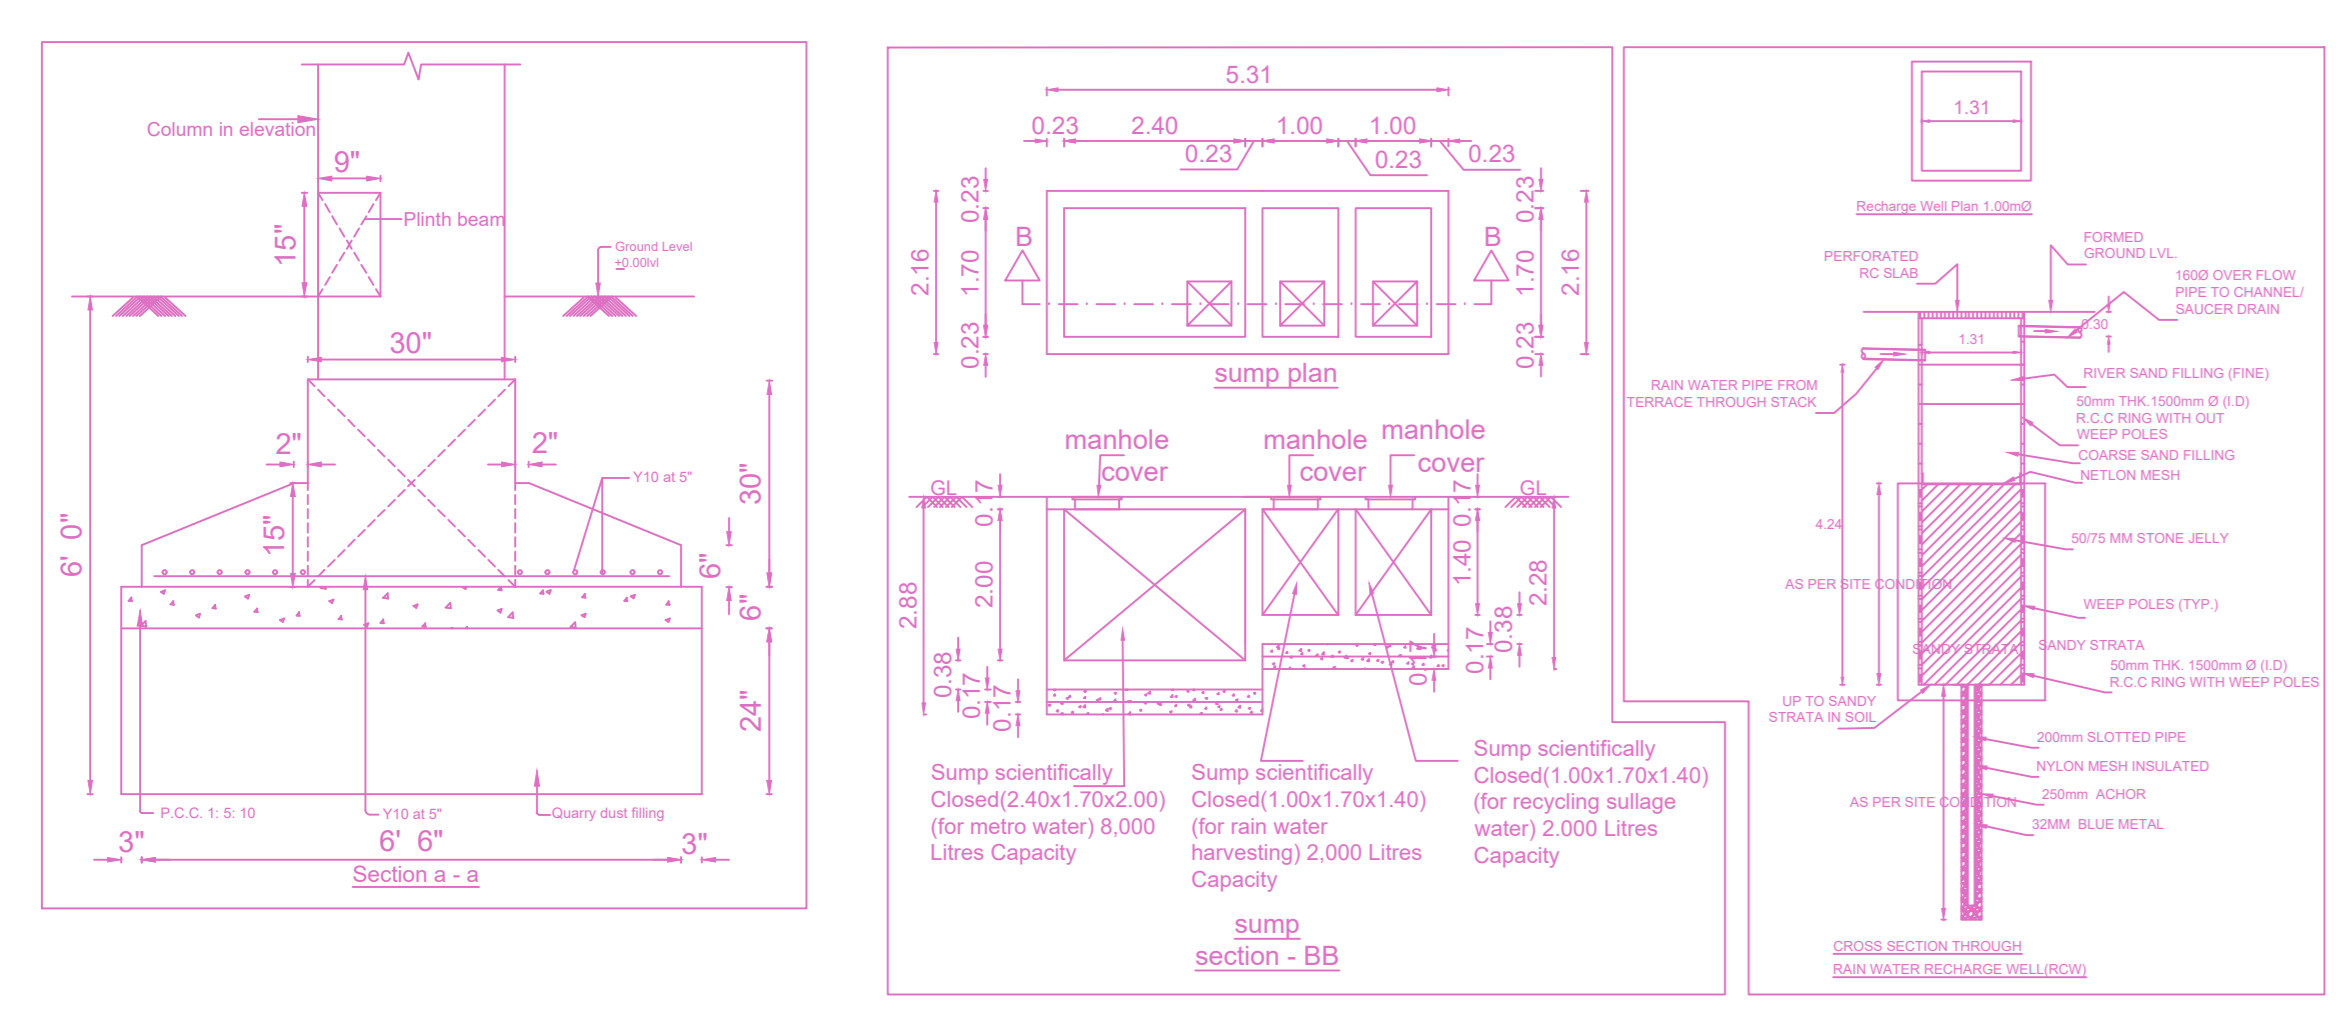 Column in elevation
9"
Plinth beam
15"
Ground Level
+0.00lvl
30"
2"
2"
Y10 at 5"
30"
15"
6' 0"
6"
6"
24"
P.C.C. 1: 5: 10
Y10 at 5"
Quarry dust filling
3"
6' 6"
3"
Section a - a
5.31
0.23
2.40
1.00
1.00
0.23
0.23
0.23
0.23
0.23
B
B
2.16
1.70
1.70
2.16
0.23
0.23
sump plan
manhole
cover
manhole
cover
manhole
cover
GL
GL
0.17
0.17
2.00
1.40
2.88
2.28
0.38
0.38
0.17
0.17
0.17
0.17
Sump scientifically
Closed(2.40x1.70x2.00)
(for metro water) 8,000
Litres Capacity
Sump scientifically
Closed(1.00x1.70x1.40)
(for rain water
harvesting) 2,000 Litres
Capacity
Sump scientifically
Closed(1.00x1.70x1.40)
(for recycling sullage
water) 2.000 Litres
Capacity
sump
section - BB
1.31
Recharge Well Plan 1.00mØ
PERFORATED
RC SLAB
FORMED
GROUND LVL.
160Ø OVER FLOW
PIPE TO CHANNEL/
SAUCER DRAIN
0.30
1.31
RAIN WATER PIPE FROM
TERRACE THROUGH STACK
RIVER SAND FILLING (FINE)
50mm THK.1500mm Ø (I.D)
R.C.C RING WITH OUT
WEEP POLES
COARSE SAND FILLING
NETLON MESH
4.24
50/75 MM STONE JELLY
AS PER SITE CONDITION
WEEP POLES (TYP.)
SANDY STRATA
SANDY STRATA
50mm THK. 1500mm Ø (I.D)
R.C.C RING WITH WEEP POLES
UP TO SANDY
STRATA IN SOIL
200mm SLOTTED PIPE
NYLON MESH INSULATED
250mm ACHOR
AS PER SITE CONDITION
32MM BLUE METAL
CROSS SECTION THROUGH
RAIN WATER RECHARGE WELL(RCW)